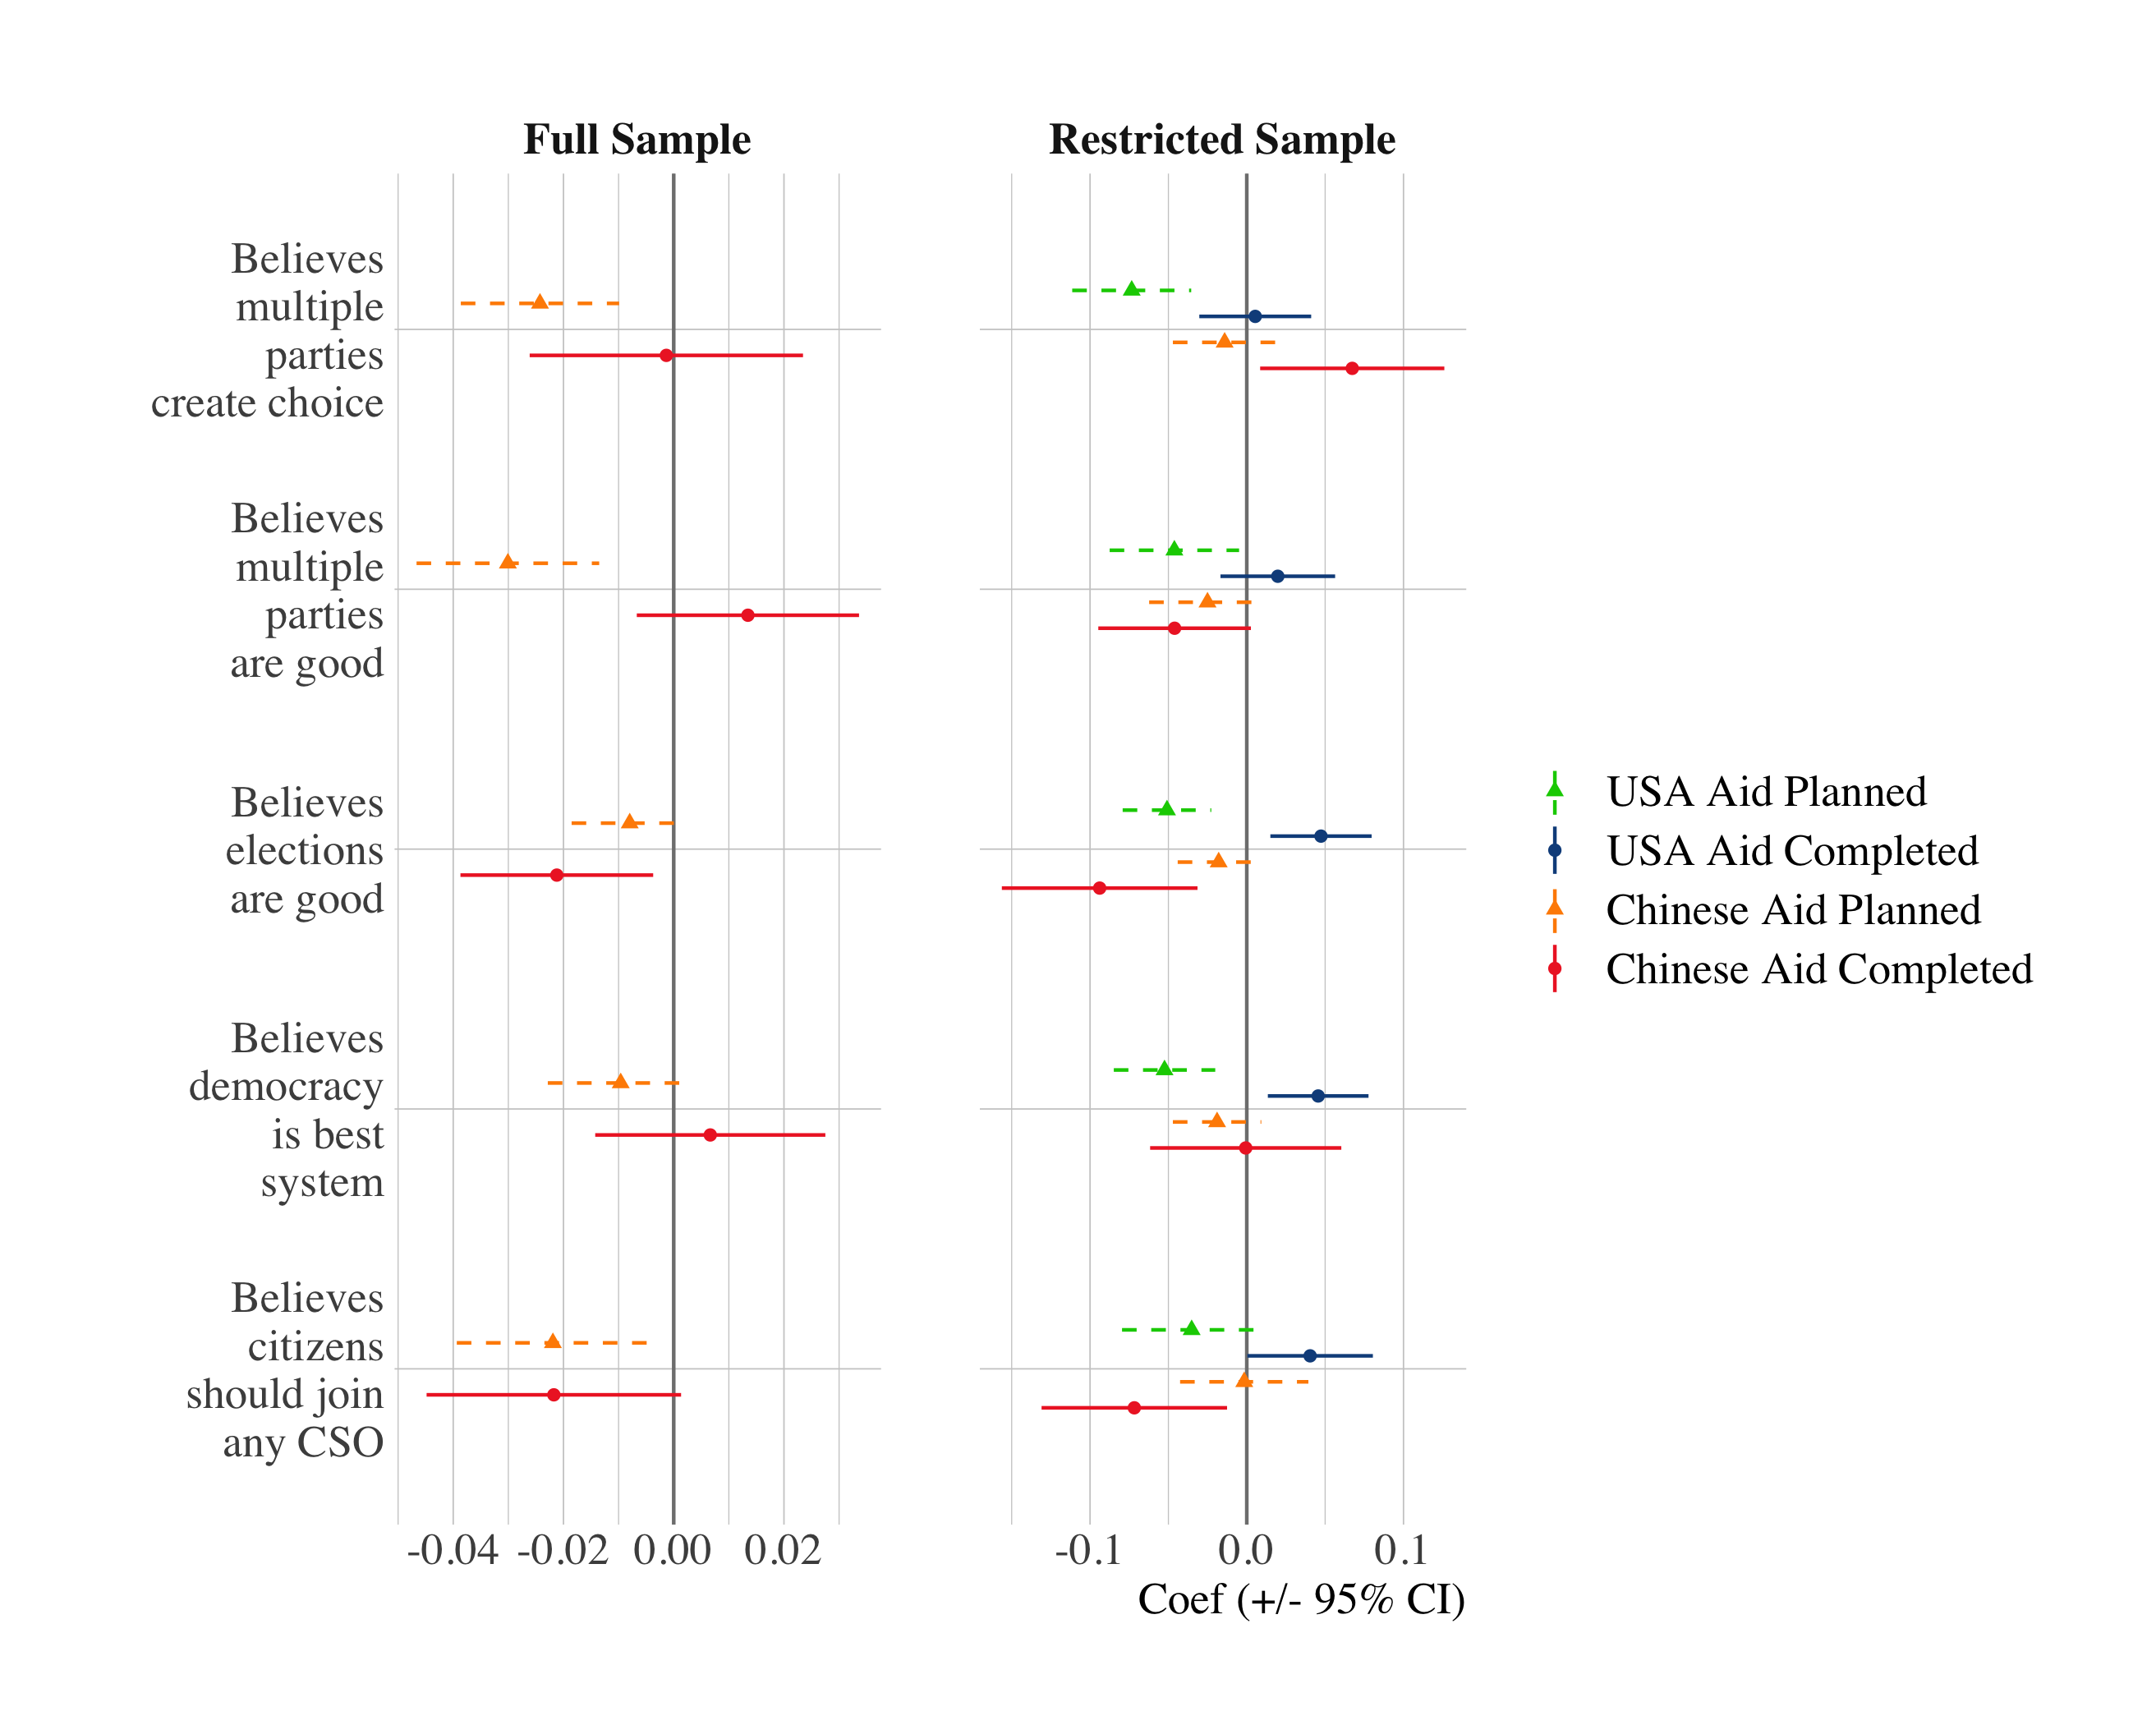 Full Sample
Restricted Sample
Believes
multiple
parties
create choice
Believes
multiple
parties
are good
Believes
elections
are good
Believes
democracy
is best
system
Believes
citizens
should join
any CSO
-0.04 -0.02 0.00 0.02
-0.1 0.0 0.1
Coef (+/- 95% CI)
USA Aid Planned
USA Aid Completed
Chinese Aid Planned
Chinese Aid Completed